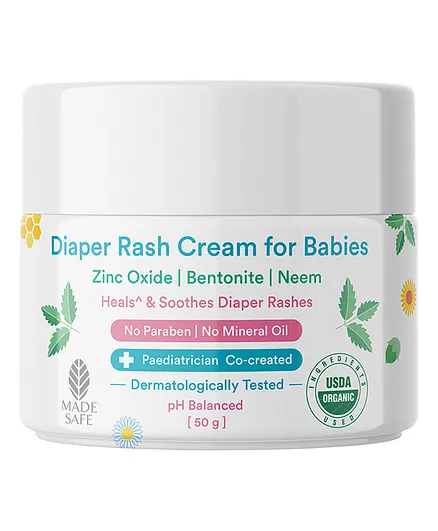 Diaper Rash Cream for Babies
Zinc Oxide | Bentonite | Neem
Heals^ & Soothes Diaper Rashes
No Paraben | No Mineral Oil
Paediatrician Co-created
Dermatologically Tested
pH Balanced
[ 50 g ]
MADE
SAFE
INGREDIENTS
USDA
ORGANIC
USED